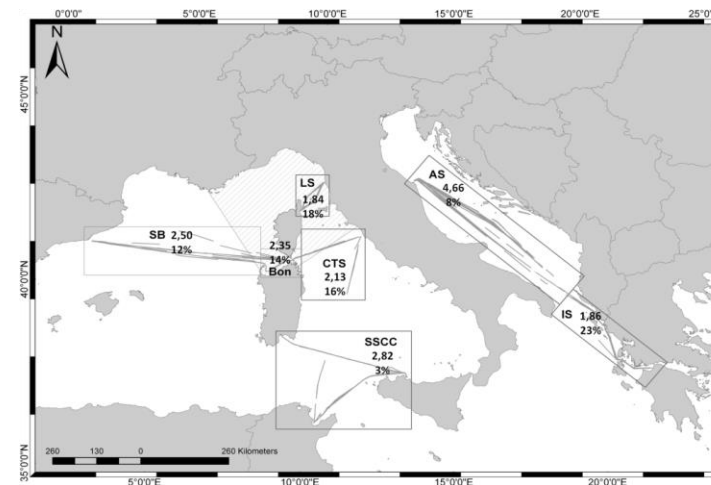 0°0'0" 5°0'0"E 10°0'0"E 15°0'0"E 20°0'0"E 25°0
N
45°0'0"N
LS
1,84
18%
AS
4,66
8%
SB 2,50
12%
2,35
14%
Bon
CTS
2,13
16%
40°0'0"N
IS 1,86
23%
SSCC
2,82
3%
260 130 0 260 Kilometers
35°0'0"N
5°0'0"E 10°0'0"E 15°0'0"E 20°0'0"E